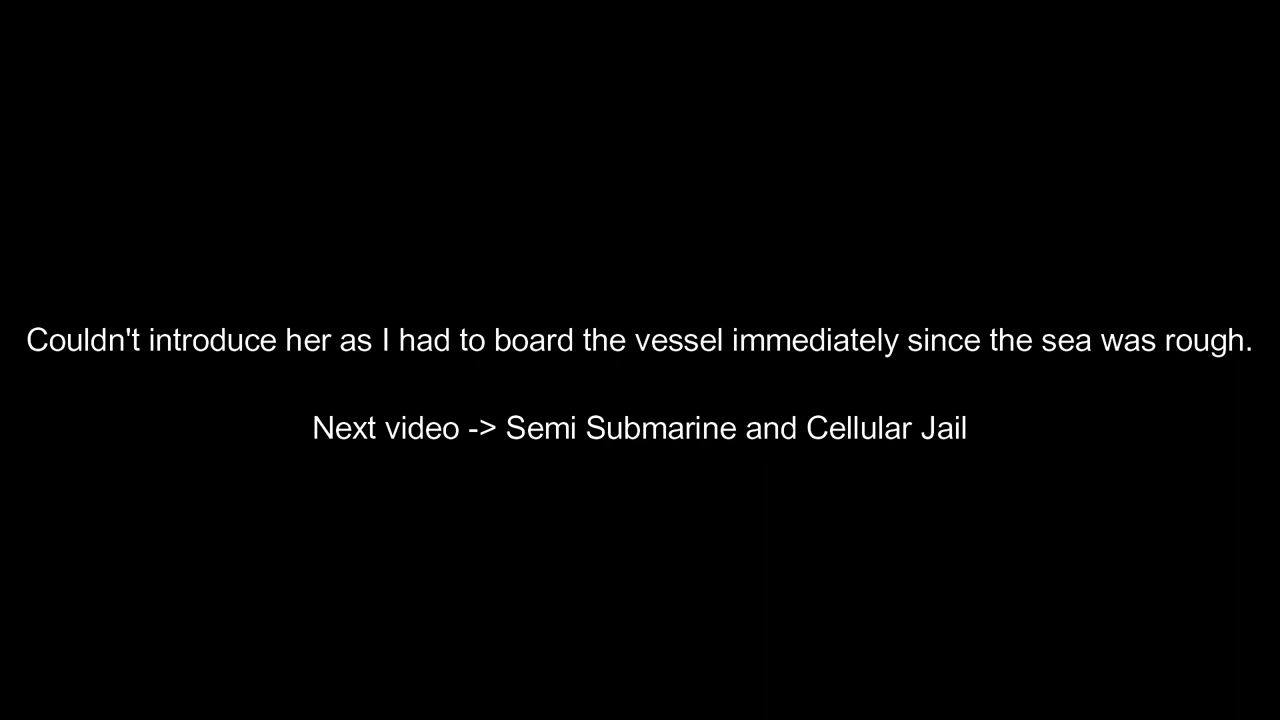 Couldn't introduce her as I had to board the vessel immediately since the sea was rough.
Next video -> Semi Submarine and Cellular Jail